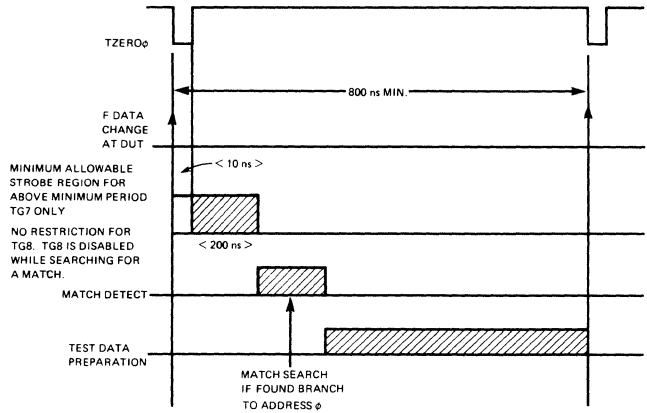 TZEROϕ
800 ns MIN.
F DATA
CHANGE
AT DUT
< 10 ns >
MINIMUM ALLOWABLE
STROBE REGION FOR
ABOVE MINIMUM PERIOD
TG7 ONLY
NO RESTRICTION FOR
TG8. TG8 IS DISABLED
WHILE SEARCHING FOR
A MATCH.
< 200 ns >
MATCH DETECT
TEST DATA
PREPARATION
MATCH SEARCH
IF FOUND BRANCH
TO ADDRESS ϕ